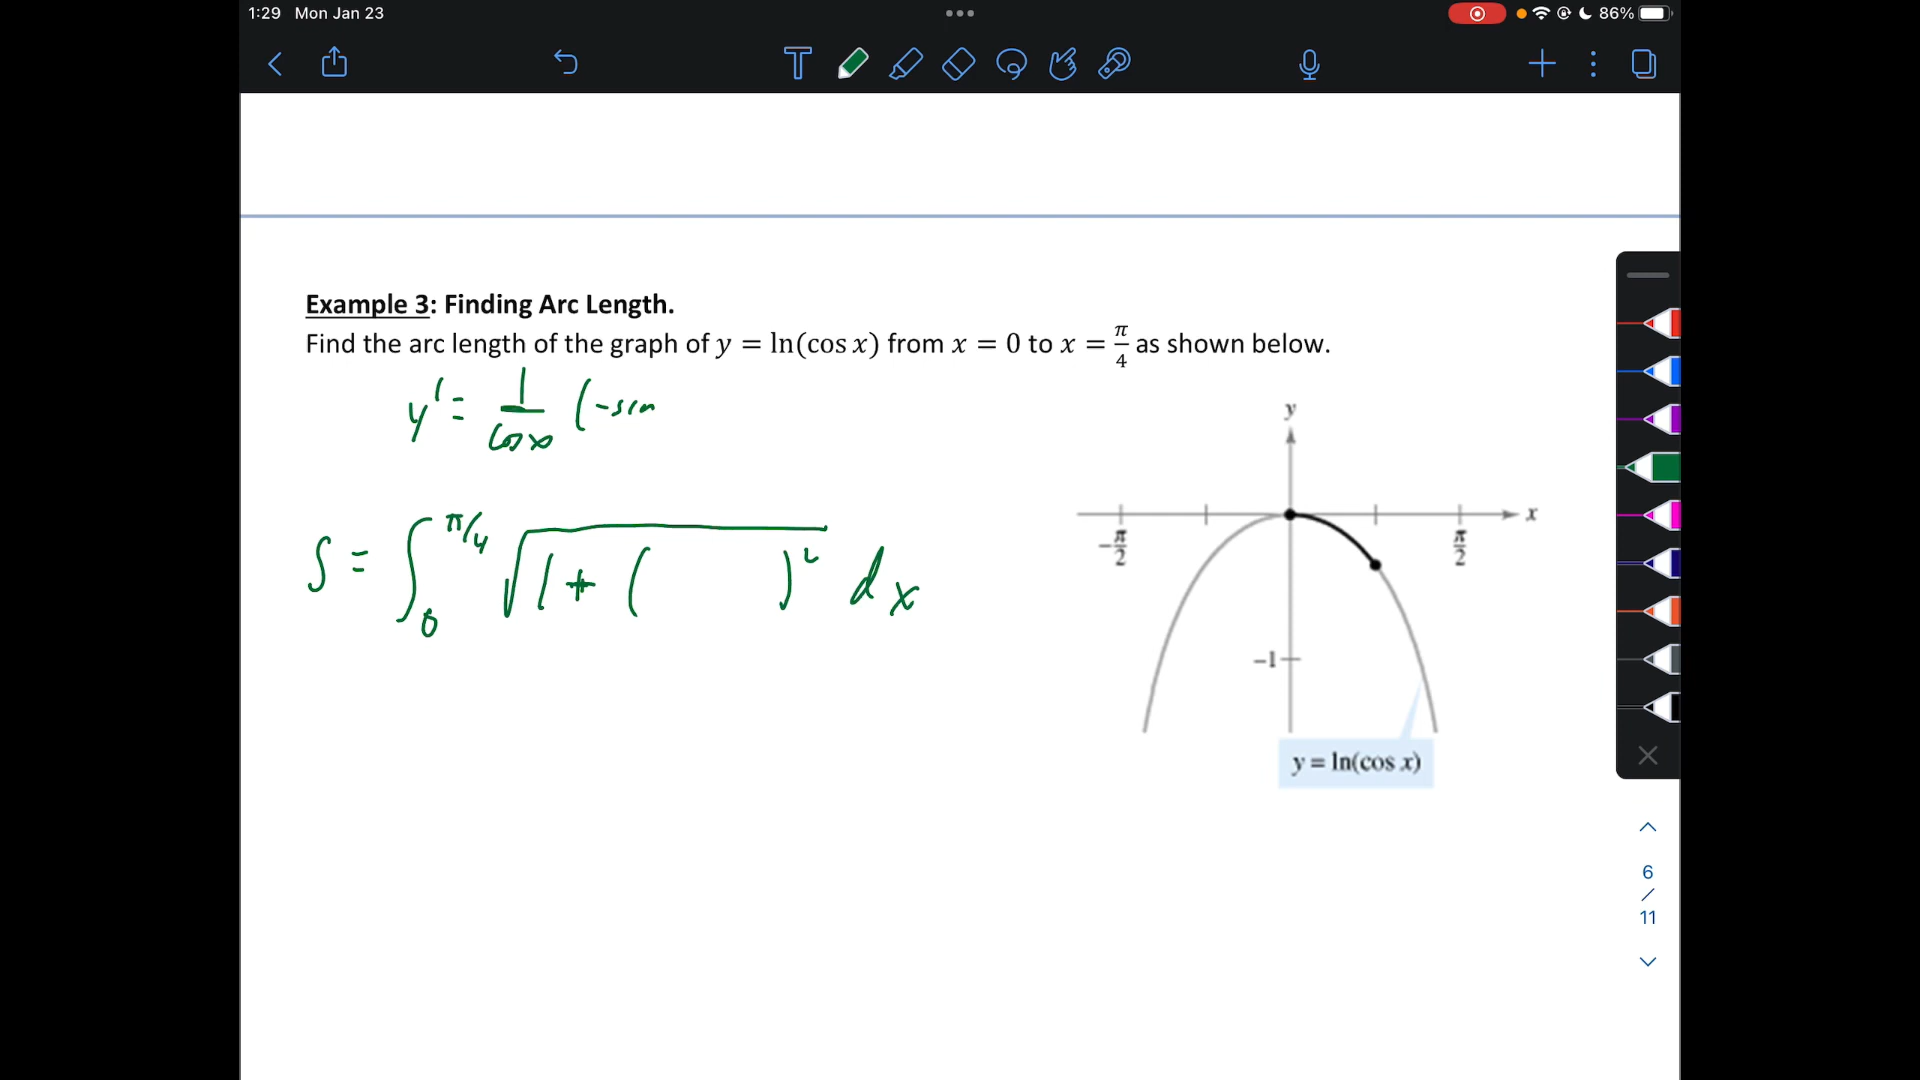 1:29 Mon Jan 23
86%
Example 3: Finding Arc Length.
Find the arc length of the graph of y = ln(cos x) from x = 0 to x = π/4 as shown below.
y' = 1/cos x (-sin
S = ∫₀^π/4 √1 + ( )² dx
y
x
-π/2
π/2
-1
y = ln(cos x)
6
/
11